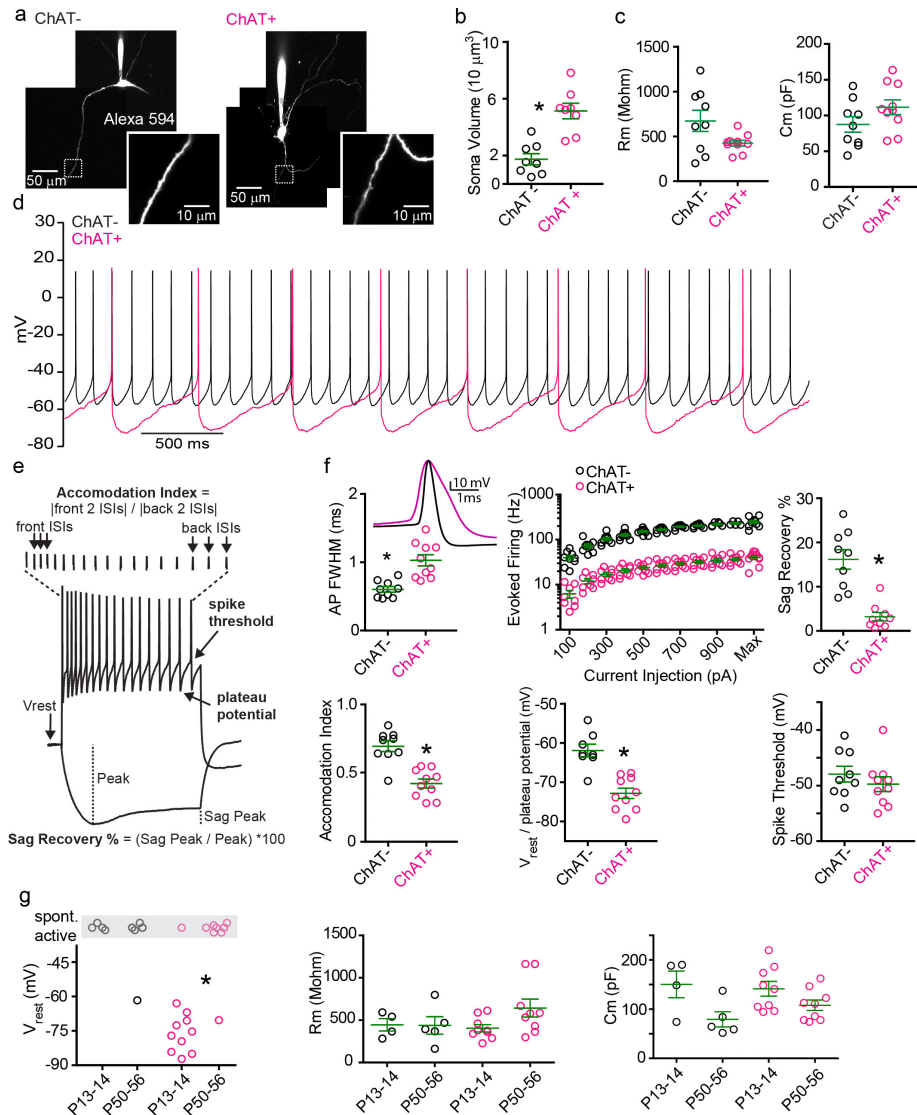 a ChAT- ChAT+
Alexa 594
50 µm
10 µm
50 µm
10 µm
b
Soma Volume (10 µm³)
10
6
2
0
*
ChAT-
ChAT+
c
Rm (Mohm)
1500
1000
500
0
ChAT-
ChAT+
Cm (pF)
200
150
100
50
0
ChAT-
ChAT+
d
ChAT-
ChAT+
mV
30
20
0
-20
-40
-60
-80
500 ms
e
Accomodation Index =
|front 2 ISIs| / |back 2 ISIs|
front ISIs
back ISIs
spike
threshold
plateau
potential
Vrest
Peak
Sag Peak
Sag Recovery % = (Sag Peak / Peak) *100
f
AP FWHM (ms)
2
1
0
*
10 mV
1ms
ChAT-
ChAT+
ChAT-
ChAT+
Evoked Firing (Hz)
1000
100
10
1
100
300
500
700
900
Max
Current Injection (pA)
Sag Recovery %
30
20
10
0
*
ChAT-
ChAT+
Accomodation Index
1.0
0.5
0
*
ChAT-
ChAT+
Vrest / plateau potential (mV)
-50
-60
-70
-80
*
ChAT-
ChAT+
Spike Threshold (mV)
-40
-50
-60
ChAT-
ChAT+
g
spont.
active
Vrest (mV)
-45
-60
-75
-90
*
P13-14
P50-56
P13-14
P50-56
Rm (Mohm)
1500
1000
500
0
P13-14
P50-56
P13-14
P50-56
Cm (pF)
250
200
100
0
P13-14
P50-56
P13-14
P50-56